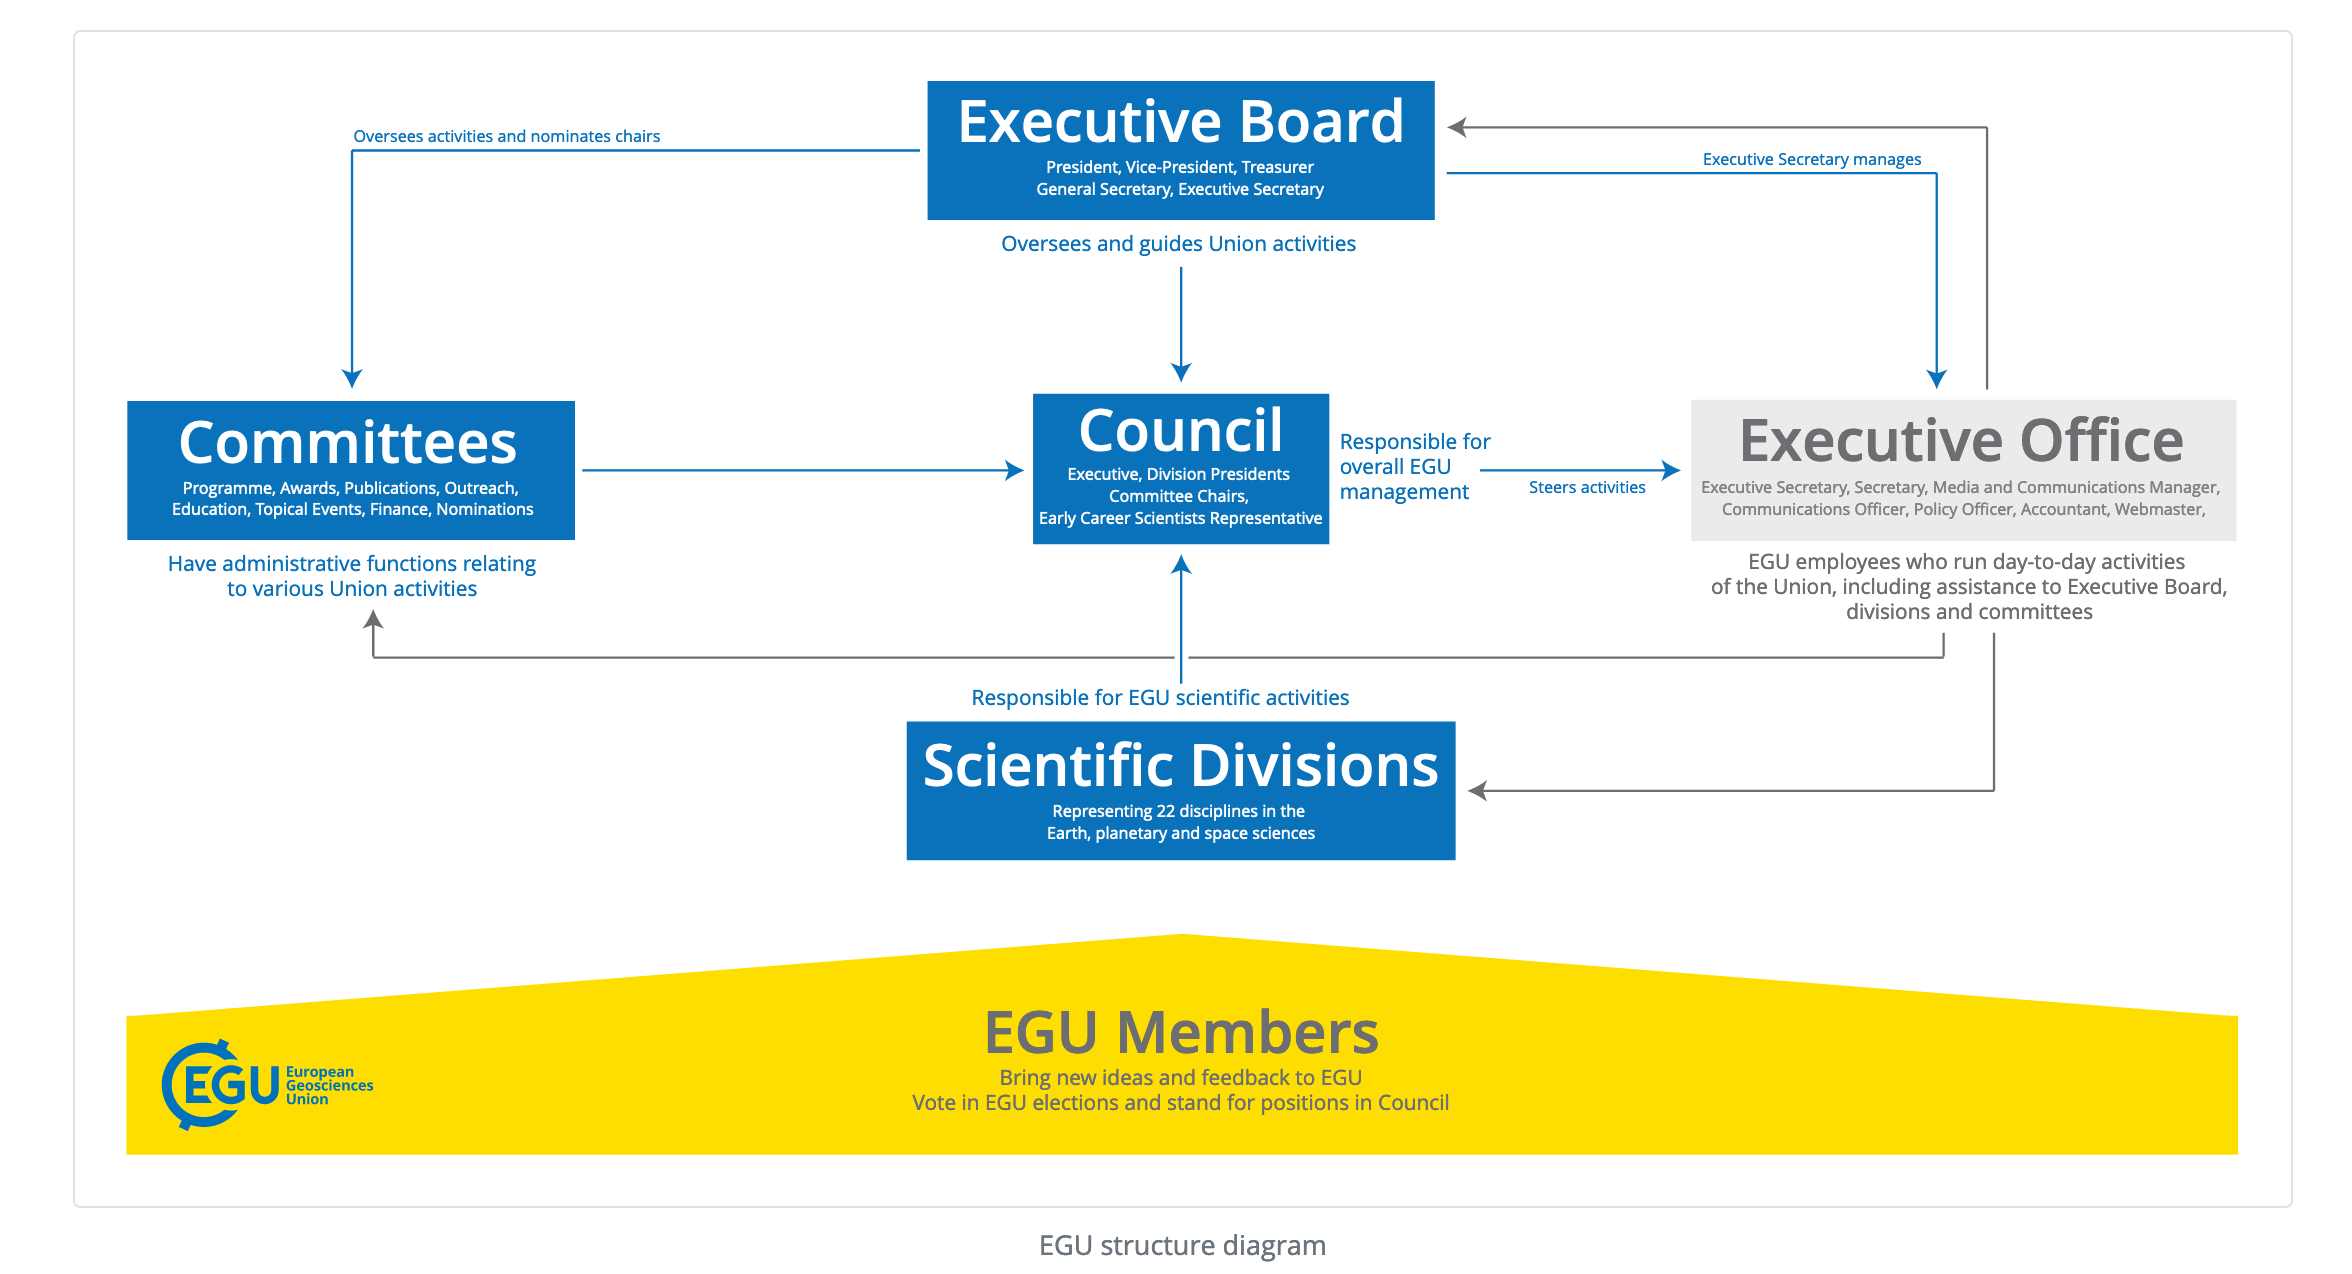 Executive Board
President, Vice-President, Treasurer
General Secretary, Executive Secretary
Oversees activities and nominates chairs
Executive Secretary manages
Oversees and guides Union activities
Committees
Programme, Awards, Publications, Outreach,
Education, Topical Events, Finance, Nominations
Have administrative functions relating
to various Union activities
Council
Executive, Division Presidents
Committee Chairs,
Early Career Scientists Representative
Responsible for
overall EGU
management
Steers activities
Executive Office
Executive Secretary, Secretary, Media and Communications Manager,
Communications Officer, Policy Officer, Accountant, Webmaster,
EGU employees who run day-to-day activities
of the Union, including assistance to Executive Board,
divisions and committees
Responsible for EGU scientific activities
Scientific Divisions
Representing 22 disciplines in the
Earth, planetary and space sciences
EGU Members
Bring new ideas and feedback to EGU
Vote in EGU elections and stand for positions in Council
EGU
European
Geosciences
Union
EGU structure diagram